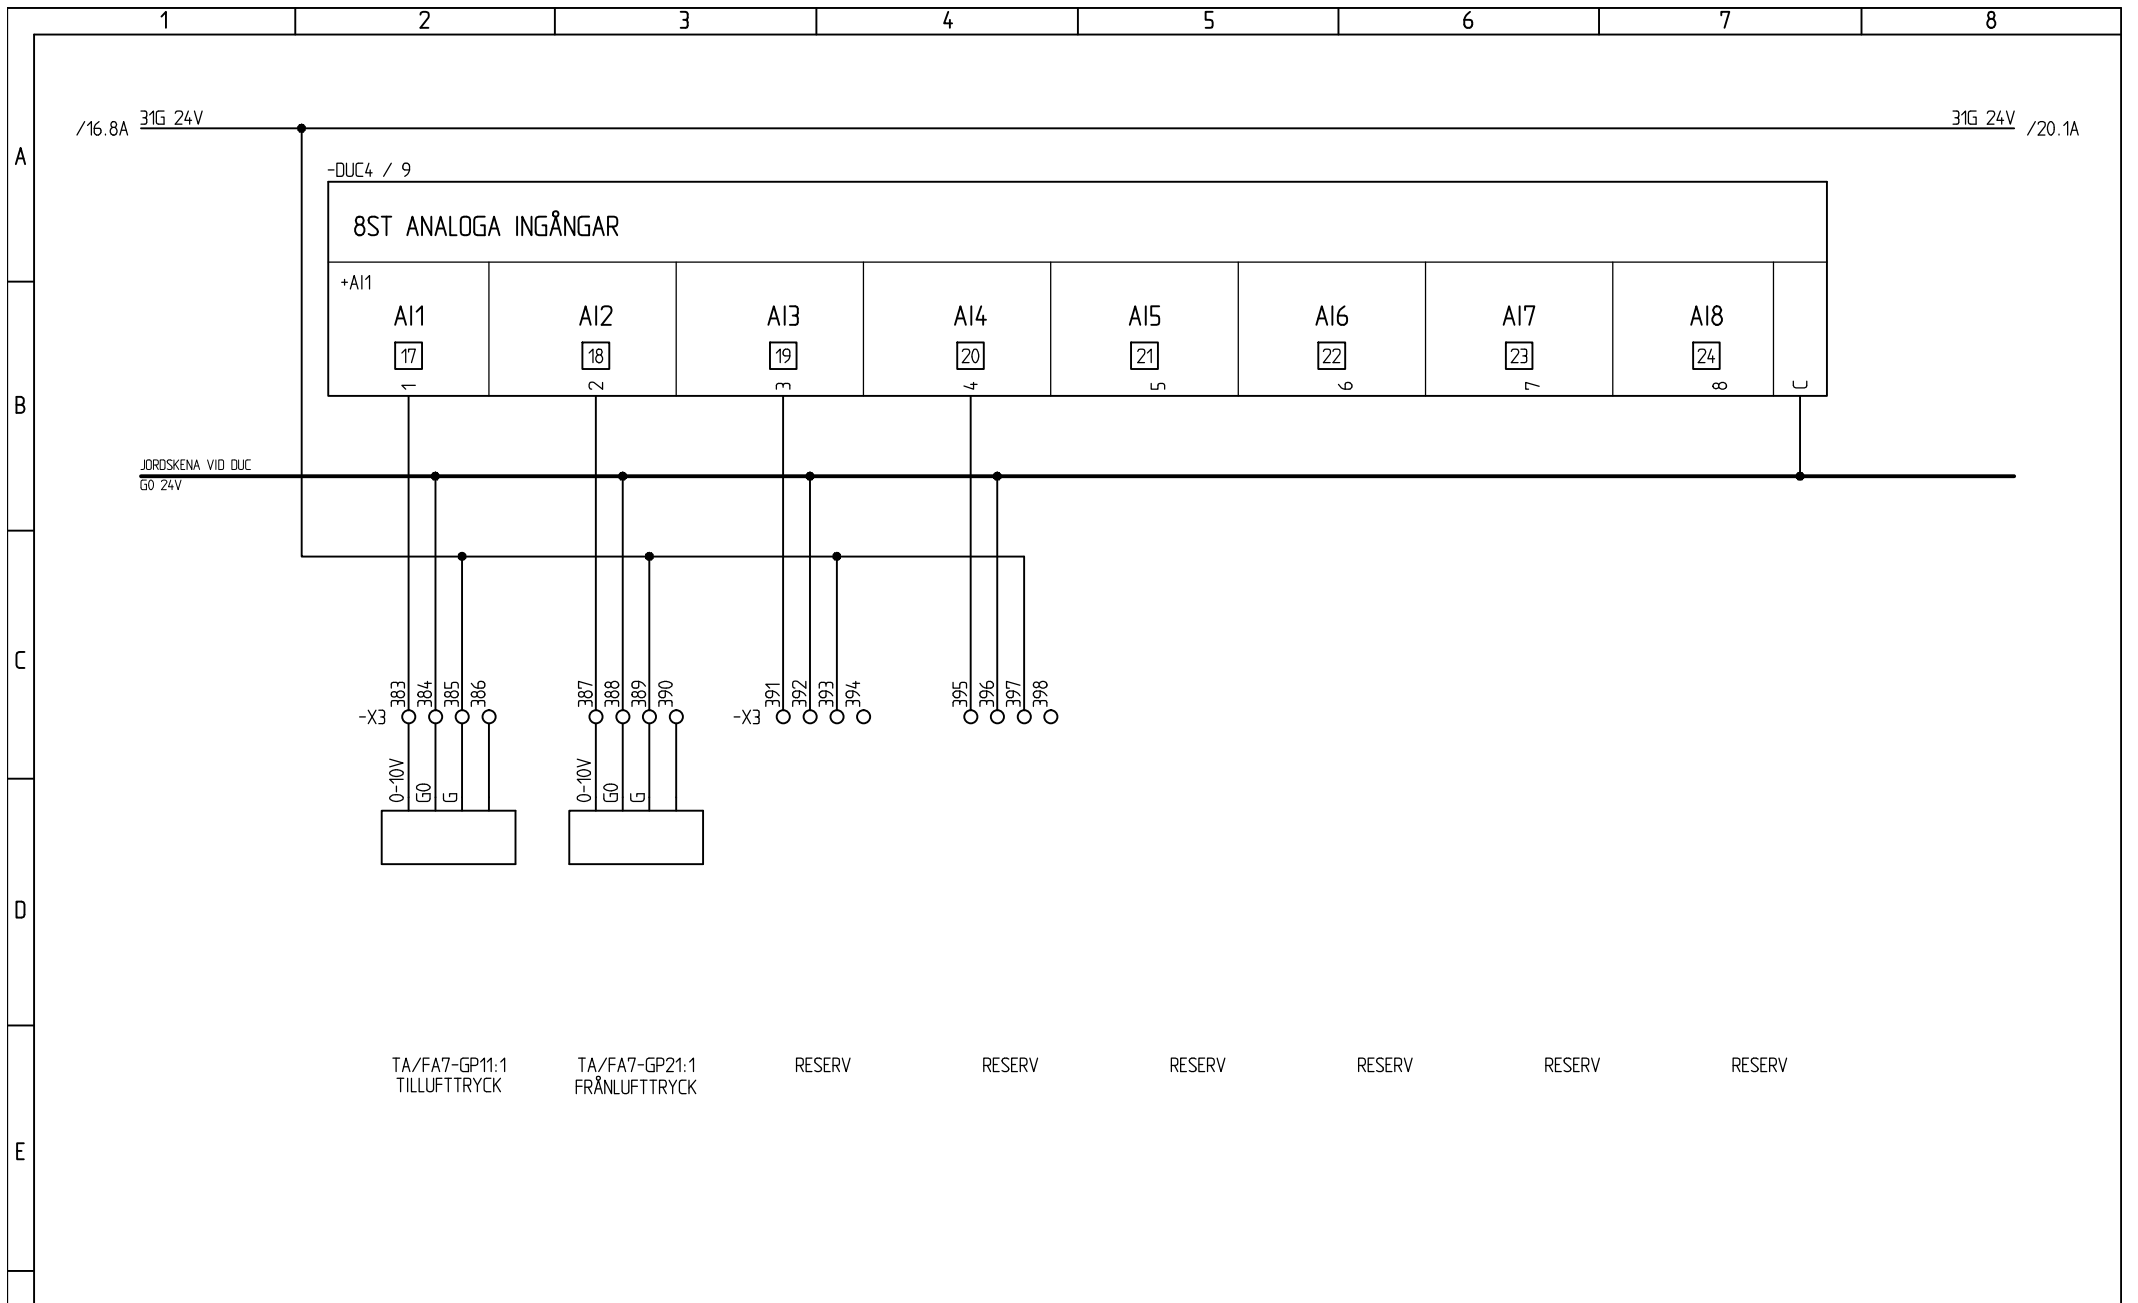 1 2 3 4 5 6 7 8
31G 24V 31G 24V
/16.8A /20.1A
A
-DUC4 / 9
8ST ANALOGA INGÅNGAR
+AI1
AI1 AI2 AI3 AI4 AI5 AI6 AI7 AI8
17 18 19 20 21 22 23 24
1 2 3 4 5 6 7 8 C
B
JORDSKENA VID DUC
G0 24V
C
383 384 385 386 387 388 389 390 391 392 393 394 395 396 397 398
-X3 -X3
0-10V G0 G 0-10V G0 G
D
TA/FA7-GP11:1 TA/FA7-GP21:1 RESERV RESERV RESERV RESERV RESERV RESERV
TILLUFTTRYCK FRÅNLUFTTRYCK
E